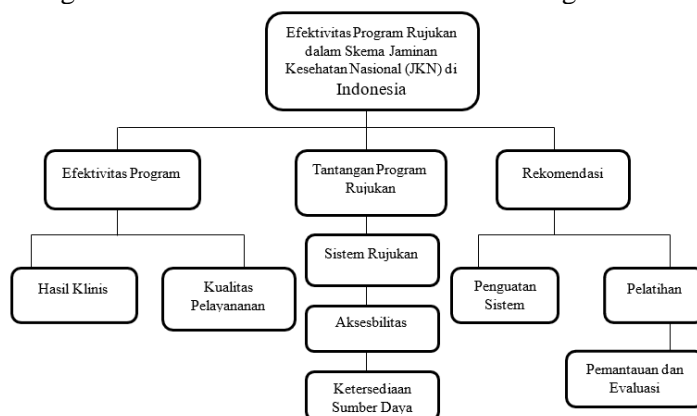 Efektivitas Program Rujukan
dalam Skema Jaminan
Kesehatan Nasional (JKN) di
Indonesia
Efektivitas Program
Tantangan Program
Rujukan
Rekomendasi
Hasil Klinis
Kualitas
Pelayananan
Sistem Rujukan
Penguatan
Sistem
Pelatihan
Aksesbilitas
Pemantauan dan
Evaluasi
Ketersediaan
Sumber Daya